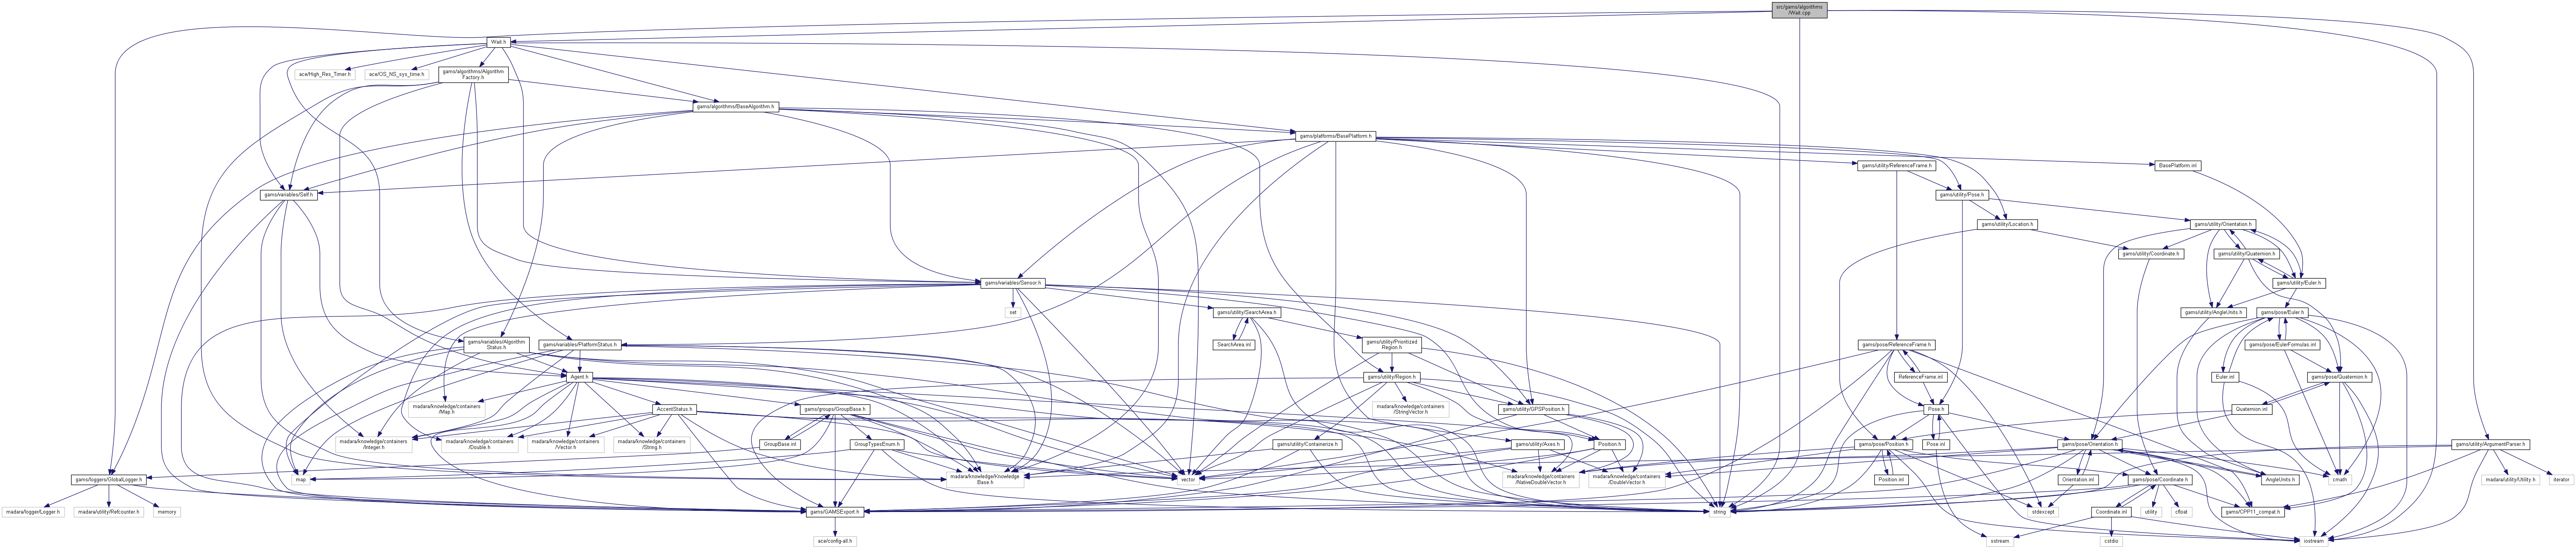 src/gams/algorithms
/Wait.cpp
Wait.h
ace/High_Res_Timer.h
ace/OS_NS_sys_time.h
gams/algorithms/Algorithm
Factory.h
gams/algorithms/BaseAlgorithm.h
gams/platforms/BasePlatform.h
gams/utility/ReferenceFrame.h
BasePlatform.inl
gams/variables/Self.h
gams/utility/Pose.h
gams/utility/Location.h
gams/utility/Orientation.h
gams/utility/Coordinate.h
gams/utility/Quaternion.h
gams/variables/Sensor.h
gams/utility/Euler.h
set
gams/utility/SearchArea.h
gams/utility/AngleUnits.h
gams/pose/Euler.h
gams/variables/Algorithm
Status.h
gams/variables/PlatformStatus.h
SearchArea.inl
gams/utility/Prioritized
Region.h
gams/pose/ReferenceFrame.h
gams/pose/EulerFormulas.inl
Agent.h
gams/utility/Region.h
ReferenceFrame.inl
Euler.inl
gams/pose/Quaternion.h
madara/knowledge/containers
/Map.h
AccentStatus.h
gams/groups/GroupBase.h
madara/knowledge/containers
/StringVector.h
gams/utility/GPSPosition.h
Pose.h
Quaternion.inl
madara/knowledge/containers
/Integer.h
madara/knowledge/containers
/Double.h
madara/knowledge/containers
/Vector.h
madara/knowledge/containers
/String.h
GroupBase.inl
GroupTypesEnum.h
gams/utility/Containerize.h
gams/utility/Axes.h
Position.h
gams/pose/Position.h
Pose.inl
gams/pose/Orientation.h
gams/utility/ArgumentParser.h
gams/loggers/GlobalLogger.h
map
madara/knowledge/Knowledge
Base.h
vector
madara/knowledge/containers
/NativeDoubleVector.h
madara/knowledge/containers
/DoubleVector.h
Position.inl
Orientation.inl
gams/pose/Coordinate.h
AngleUnits.h
cmath
madara/utility/Utility.h
iterator
madara/logger/Logger.h
madara/utility/Refcounter.h
memory
gams/GAMSExport.h
string
stdexcept
Coordinate.inl
utility
cfloat
gams/CPP11_compat.h
ace/config-all.h
sstream
cstdio
iostream